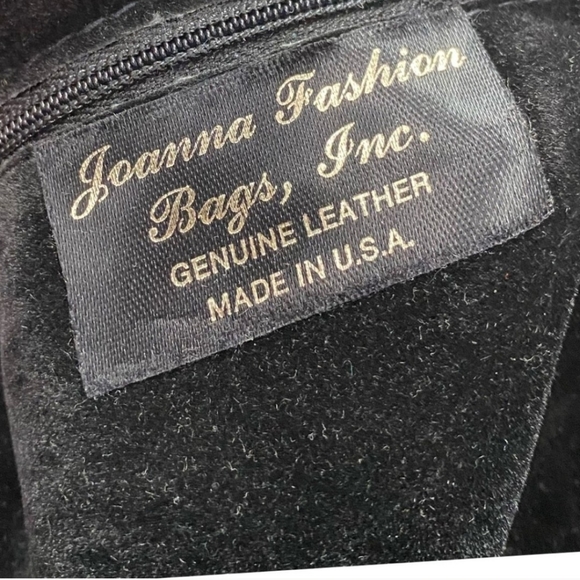 Joanna Fashion
Bags, Inc.
GENUINE LEATHER
MADE IN U.S.A.